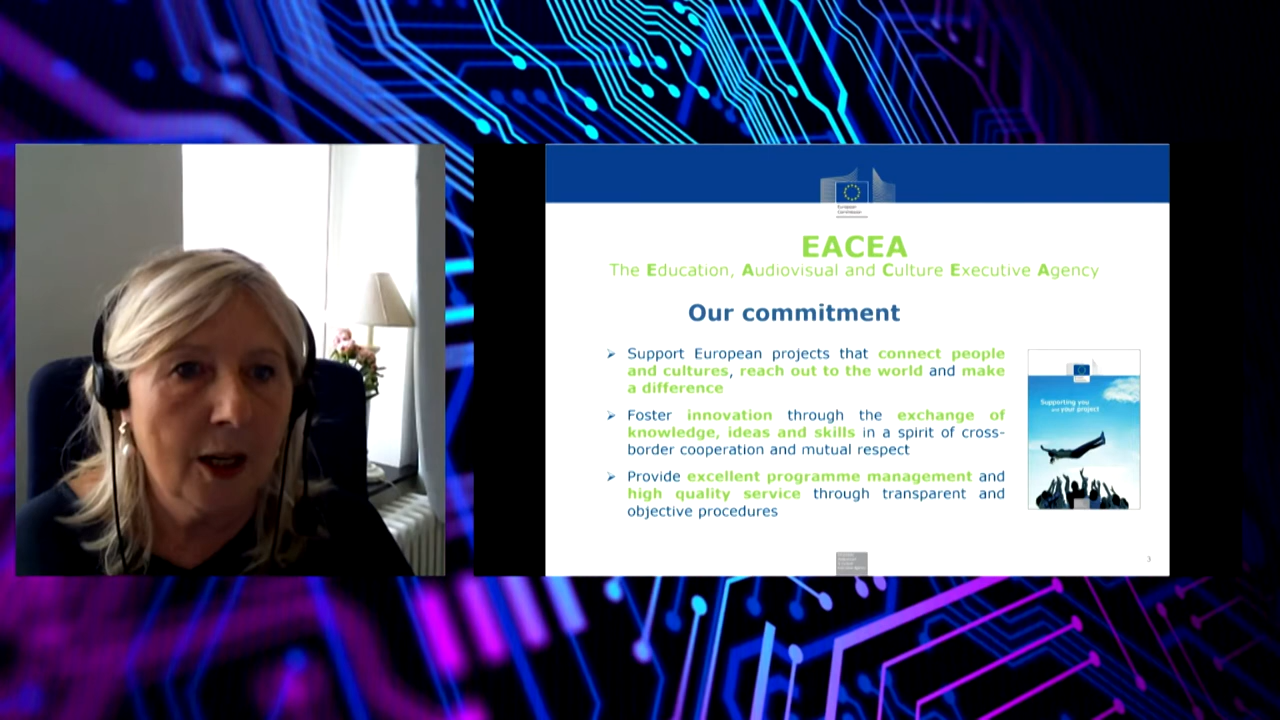 European
Commission
EACEA
The Education, Audiovisual and Culture Executive Agency
Our commitment
➢ Support European projects that connect people
and cultures, reach out to the world and make
a difference
➢ Foster innovation through the exchange of
knowledge, ideas and skills in a spirit of cross-
border cooperation and mutual respect
➢ Provide excellent programme management and
high quality service through transparent and
objective procedures
Supporting you
and your project
3